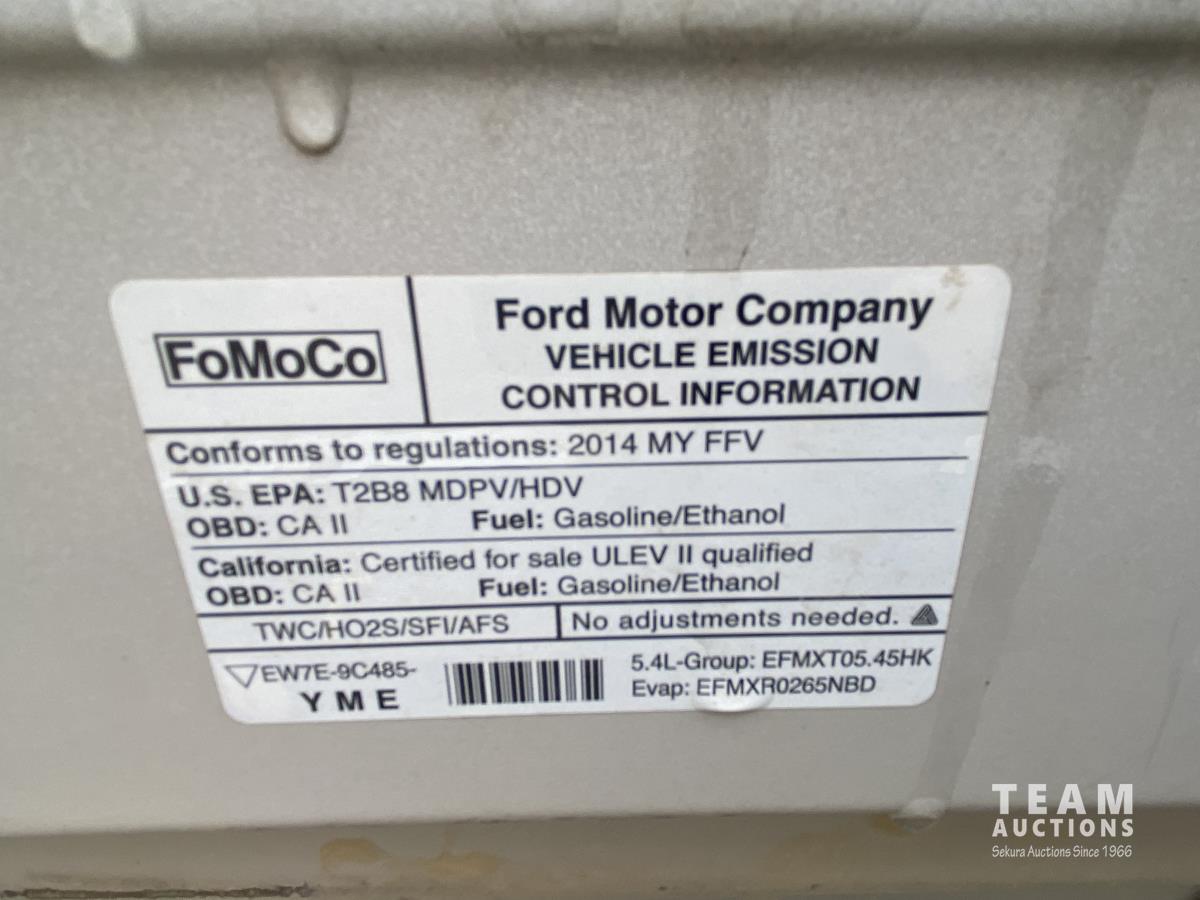 FoMoCo
Ford Motor Company
VEHICLE EMISSION
CONTROL INFORMATION
Conforms to regulations: 2014 MY FFV
U.S. EPA: T2B8 MDPV/HDV
OBD: CA II Fuel: Gasoline/Ethanol
California: Certified for sale ULEV II qualified
OBD: CA II Fuel: Gasoline/Ethanol
TWC/HO2S/SFI/AFS No adjustments needed.
EW7E-9C485-
YME
5.4L-Group: EFMXT05.45HK
Evap: EFMXR0265NBD
TEAM
AUCTIONS
Sekura Auctions Since 1966